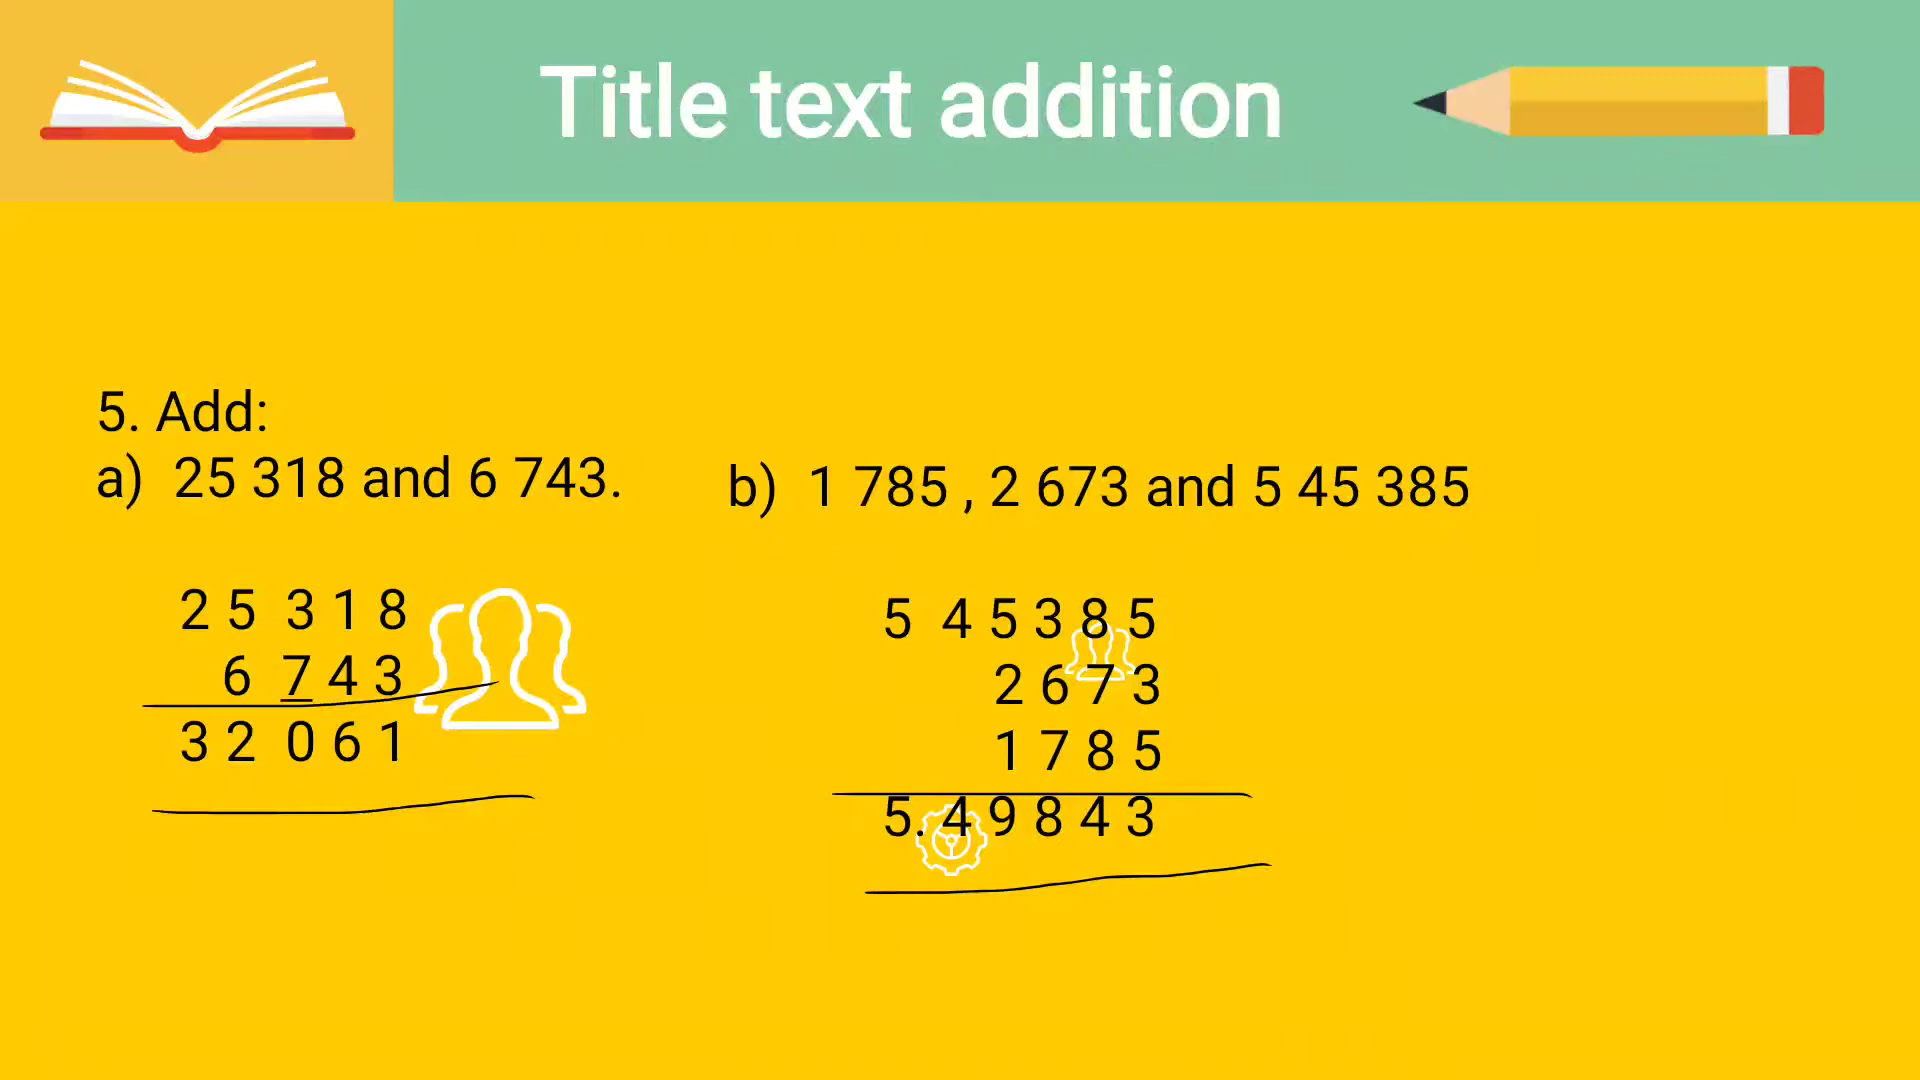 Title text addition
5. Add:
a) 25 318 and 6 743.
b) 1 785 , 2 673 and 5 45 385
2 5 3 1 8
6 7 4 3
3 2 0 6 1
5 4 5 3 8 5
2 6 7 3
1 7 8 5
5. 4 9 8 4 3